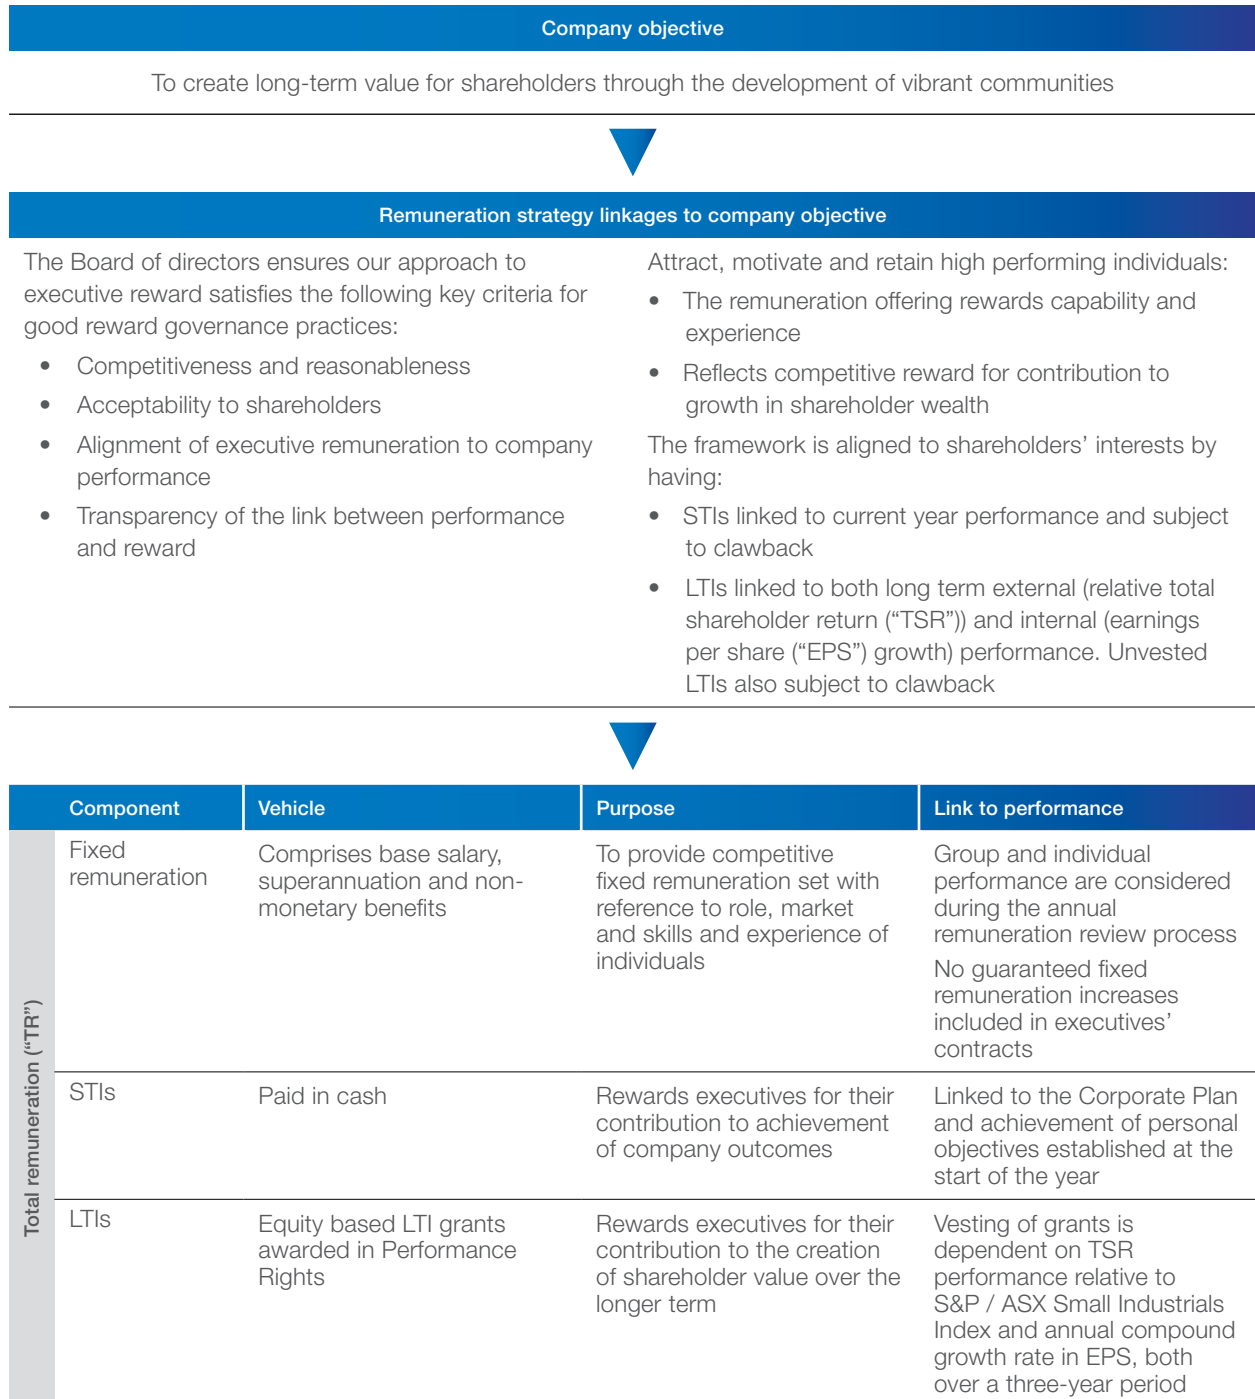 Company objective
To create long-term value for shareholders through the development of vibrant communities
Remuneration strategy linkages to company objective
The Board of directors ensures our approach to
executive reward satisfies the following key criteria for
good reward governance practices:
• Competitiveness and reasonableness
• Acceptability to shareholders
• Alignment of executive remuneration to company
performance
• Transparency of the link between performance
and reward
Attract, motivate and retain high performing individuals:
• The remuneration offering rewards capability and
experience
• Reflects competitive reward for contribution to
growth in shareholder wealth
The framework is aligned to shareholders’ interests by
having:
• STIs linked to current year performance and subject
to clawback
• LTIs linked to both long term external (relative total
shareholder return (“TSR”)) and internal (earnings
per share (“EPS”) growth) performance. Unvested
LTIs also subject to clawback
Component
Vehicle
Purpose
Link to performance
Total remuneration (“TR”)
Fixed
remuneration
Comprises base salary,
superannuation and non-
monetary benefits
To provide competitive
fixed remuneration set with
reference to role, market
and skills and experience of
individuals
Group and individual
performance are considered
during the annual
remuneration review process
No guaranteed fixed
remuneration increases
included in executives’
contracts
STIs
Paid in cash
Rewards executives for their
contribution to achievement
of company outcomes
Linked to the Corporate Plan
and achievement of personal
objectives established at the
start of the year
LTIs
Equity based LTI grants
awarded in Performance
Rights
Rewards executives for their
contribution to the creation
of shareholder value over the
longer term
Vesting of grants is
dependent on TSR
performance relative to
S&P / ASX Small Industrials
Index and annual compound
growth rate in EPS, both
over a three-year period